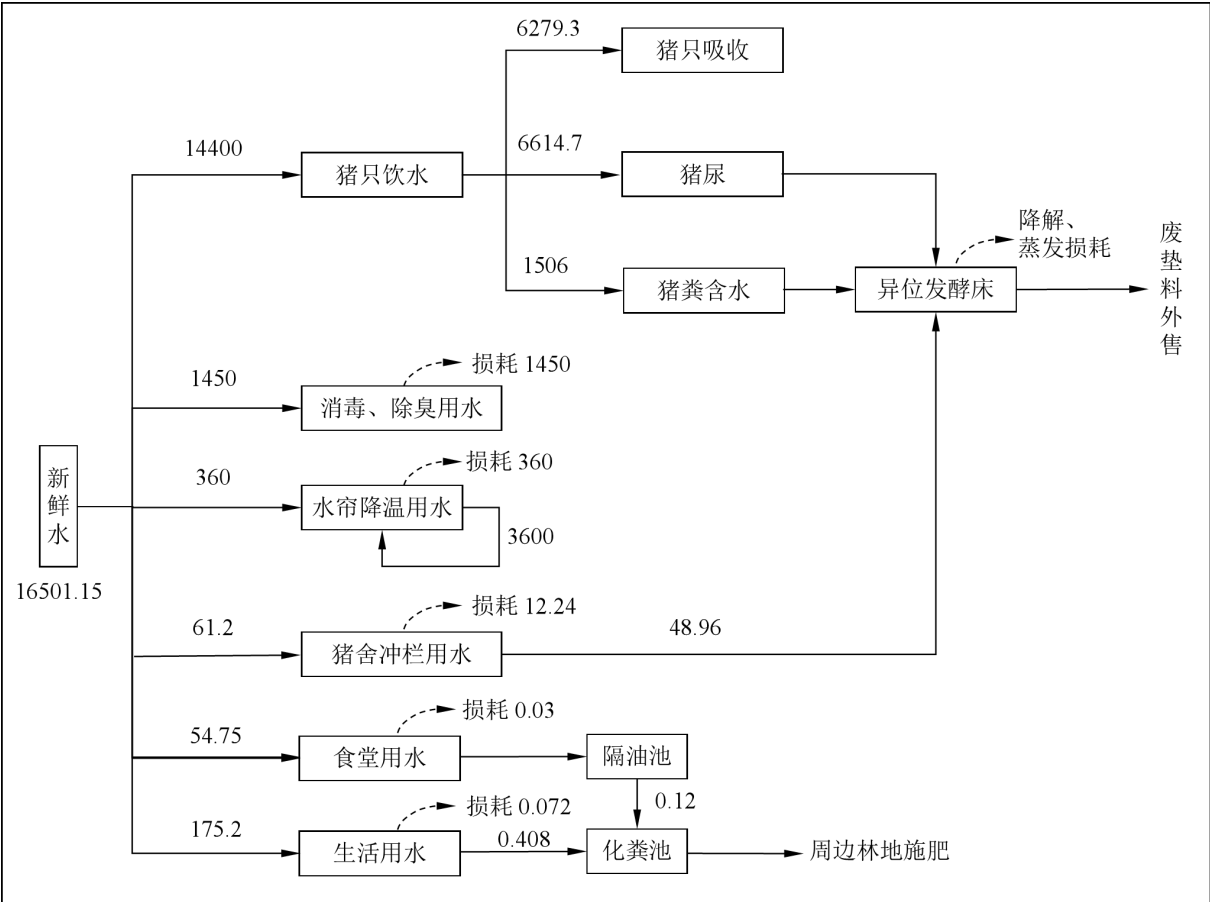 6279.3
猪只吸收
14400
猪只饮水
6614.7
猪尿
1506
猪粪含水
降解、
蒸发损耗
异位发酵床
废垫料外售
1450
损耗 1450
消毒、除臭用水
新鲜水
16501.15
360
损耗 360
水帘降温用水
3600
61.2
损耗 12.24
猪舍冲栏用水
48.96
54.75
损耗 0.03
食堂用水
隔油池
0.12
175.2
损耗 0.072
生活用水
0.408
化粪池
周边林地施肥